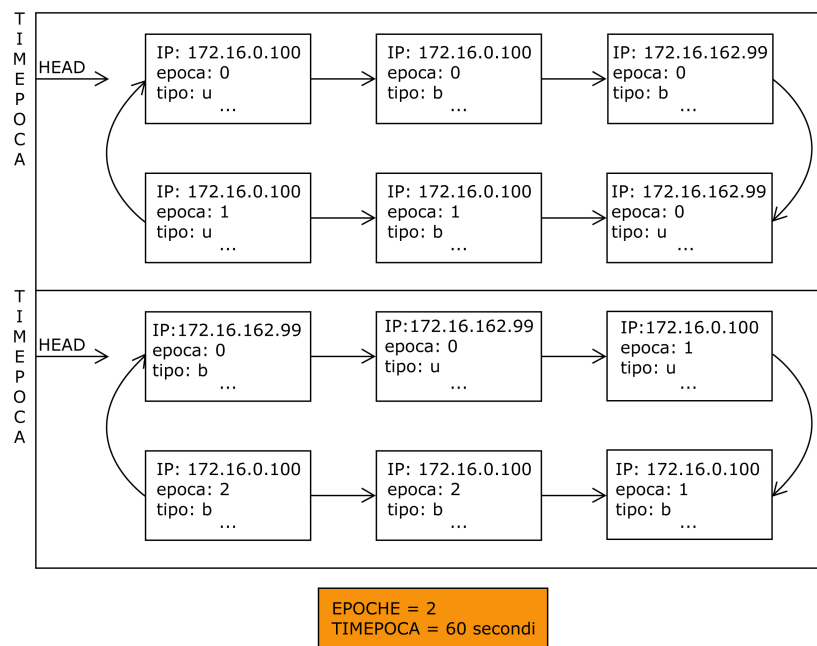 TIMEPOCA
HEAD
IP: 172.16.0.100
epoca: 0
tipo: u
...
IP: 172.16.0.100
epoca: 0
tipo: b
...
IP: 172.16.162.99
epoca: 0
tipo: b
...
IP: 172.16.0.100
epoca: 1
tipo: u
...
IP: 172.16.0.100
epoca: 1
tipo: b
...
IP: 172.16.162.99
epoca: 0
tipo: u
...
TIMEPOCA
HEAD
IP:172.16.162.99
epoca: 0
tipo: b
...
IP:172.16.162.99
epoca: 0
tipo: u
...
IP:172.16.0.100
epoca: 1
tipo: u
...
IP: 172.16.0.100
epoca: 2
tipo: b
...
IP: 172.16.0.100
epoca: 2
tipo: b
...
IP: 172.16.0.100
epoca: 1
tipo: b
...
EPOCHE = 2
TIMEPOCA = 60 secondi